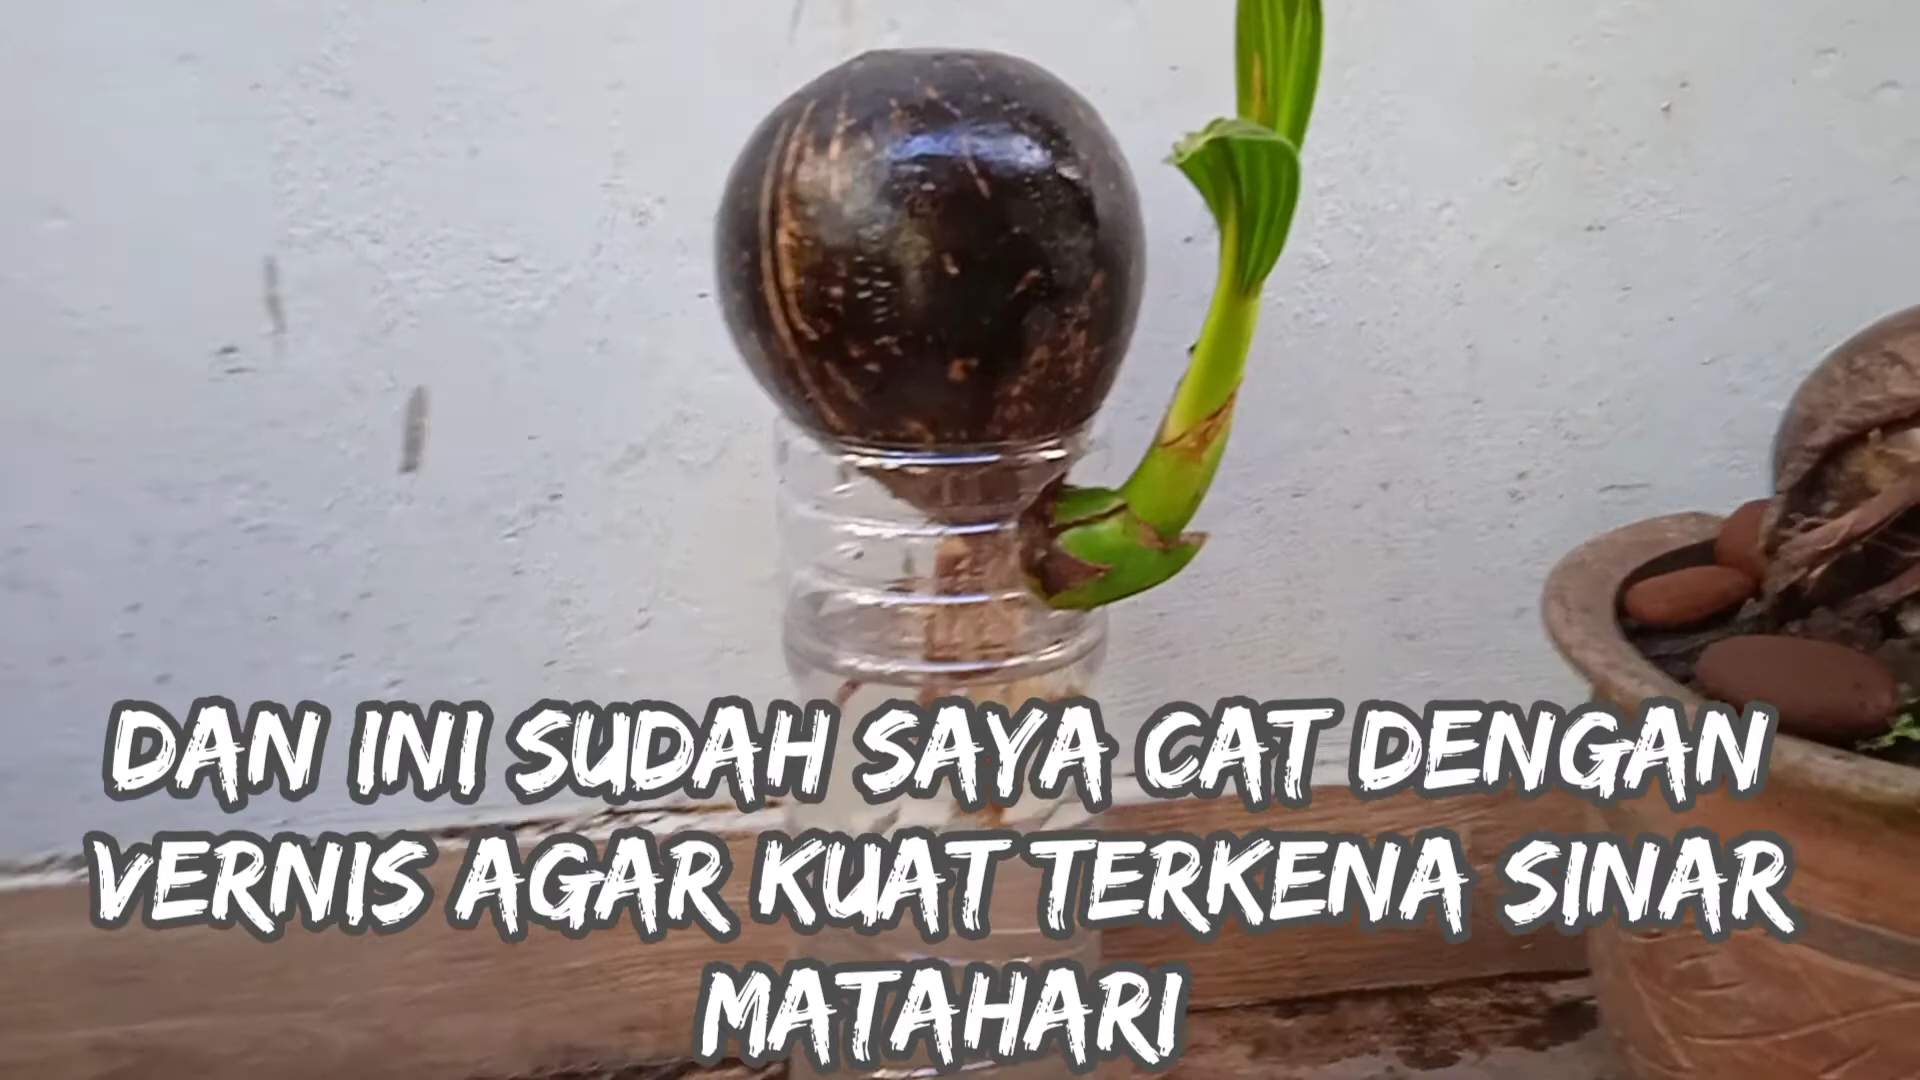 DAN INI SUDAH SAYA CAT DENGAN
VERNIS AGAR KUAT TERKENA SINAR
MATAHARI